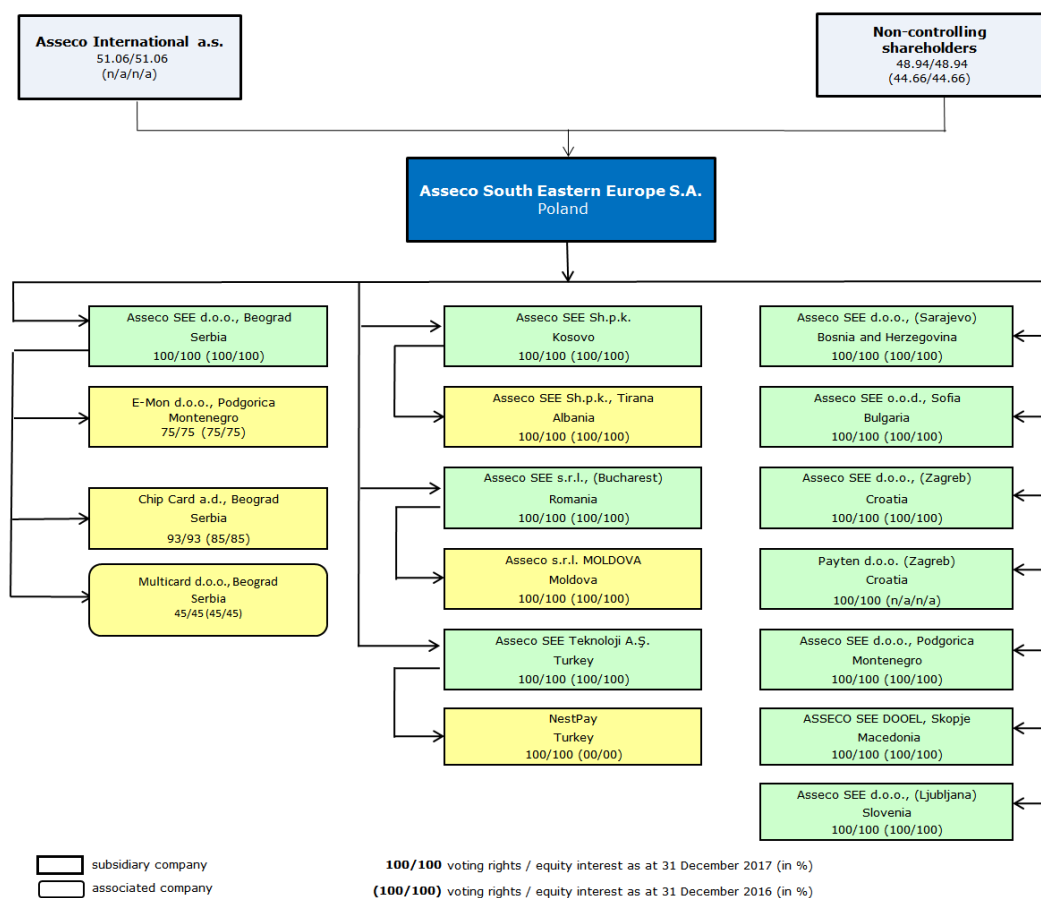 Asseco International a.s.
51.06/51.06
(n/a/n/a)
Non-controlling
shareholders
48.94/48.94
(44.66/44.66)
Asseco South Eastern Europe S.A.
Poland
Asseco SEE d.o.o., Beograd
Serbia
100/100 (100/100)
E-Mon d.o.o., Podgorica
Montenegro
75/75 (75/75)
Chip Card a.d., Beograd
Serbia
93/93 (85/85)
Multicard d.o.o., Beograd
Serbia
45/45 (45/45)
Asseco SEE Sh.p.k.
Kosovo
100/100 (100/100)
Asseco SEE Sh.p.k., Tirana
Albania
100/100 (100/100)
Asseco SEE s.r.l., (Bucharest)
Romania
100/100 (100/100)
Asseco s.r.l. MOLDOVA
Moldova
100/100 (100/100)
Asseco SEE Teknoloji A.Ş.
Turkey
100/100 (100/100)
NestPay
Turkey
100/100 (00/00)
Asseco SEE d.o.o., (Sarajevo)
Bosnia and Herzegovina
100/100 (100/100)
Asseco SEE o.o.d., Sofia
Bulgaria
100/100 (100/100)
Asseco SEE d.o.o., (Zagreb)
Croatia
100/100 (100/100)
Payten d.o.o. (Zagreb)
Croatia
100/100 (n/a/n/a)
Asseco SEE d.o.o., Podgorica
Montenegro
100/100 (100/100)
ASSECO SEE DOOEL, Skopje
Macedonia
100/100 (100/100)
Asseco SEE d.o.o., (Ljubljana)
Slovenia
100/100 (100/100)
subsidiary company
associated company
100/100 voting rights / equity interest as at 31 December 2017 (in %)
(100/100) voting rights / equity interest as at 31 December 2016 (in %)